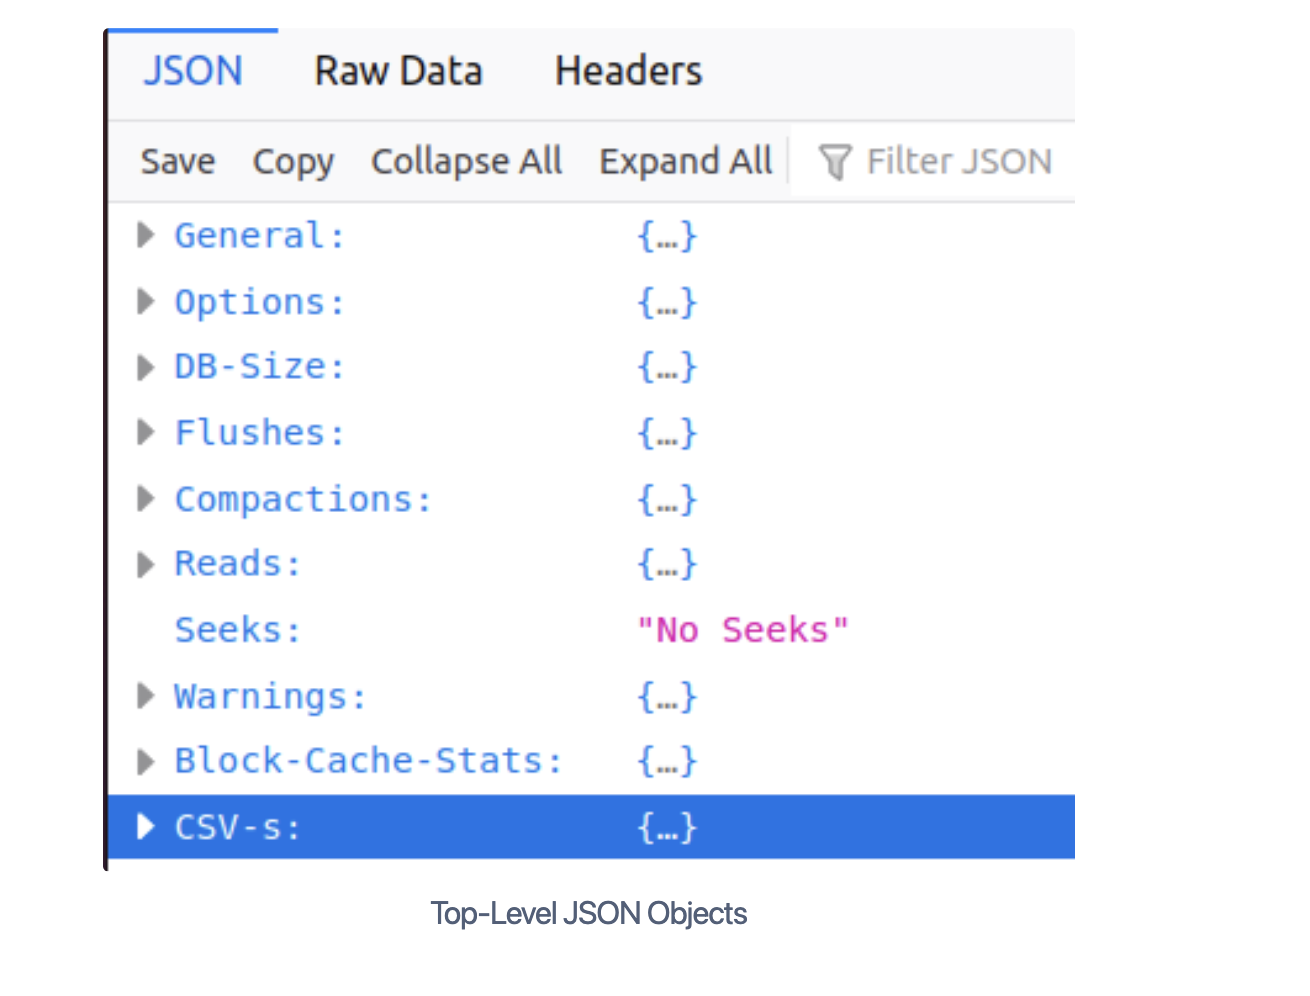 JSON Raw Data Headers
Save Copy Collapse All Expand All Filter JSON
General: {…}
Options: {…}
DB-Size: {…}
Flushes: {…}
Compactions: {…}
Reads: {…}
Seeks: "No Seeks"
Warnings: {…}
Block-Cache-Stats: {…}
CSV-s: {…}
Top-Level JSON Objects